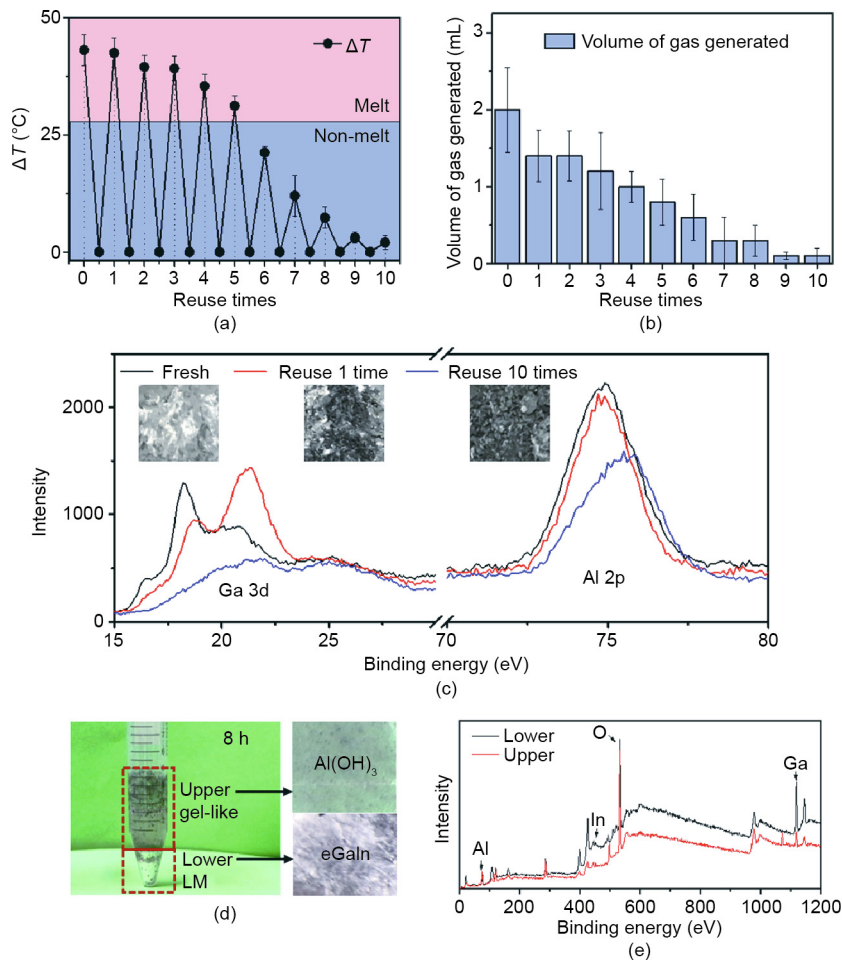 50
ΔT
Melt
25
Non-melt
0
ΔT (°C)
0 1 2 3 4 5 6 7 8 9 10
Reuse times
(a)
3
Volume of gas generated
2
1
0
Volume of gas generated (mL)
0 1 2 3 4 5 6 7 8 9 10
Reuse times
(b)
Fresh Reuse 1 time Reuse 10 times
2000
1000
0
Intensity
Ga 3d
Al 2p
15 20 25 70 75 80
Binding energy (eV)
(c)
8 h
Upper
gel-like
Lower
LM
Al(OH)3
eGaIn
(d)
Lower
Upper
O
Ga
In
Al
Intensity
0 200 400 600 800 1000 1200
Binding energy (eV)
(e)